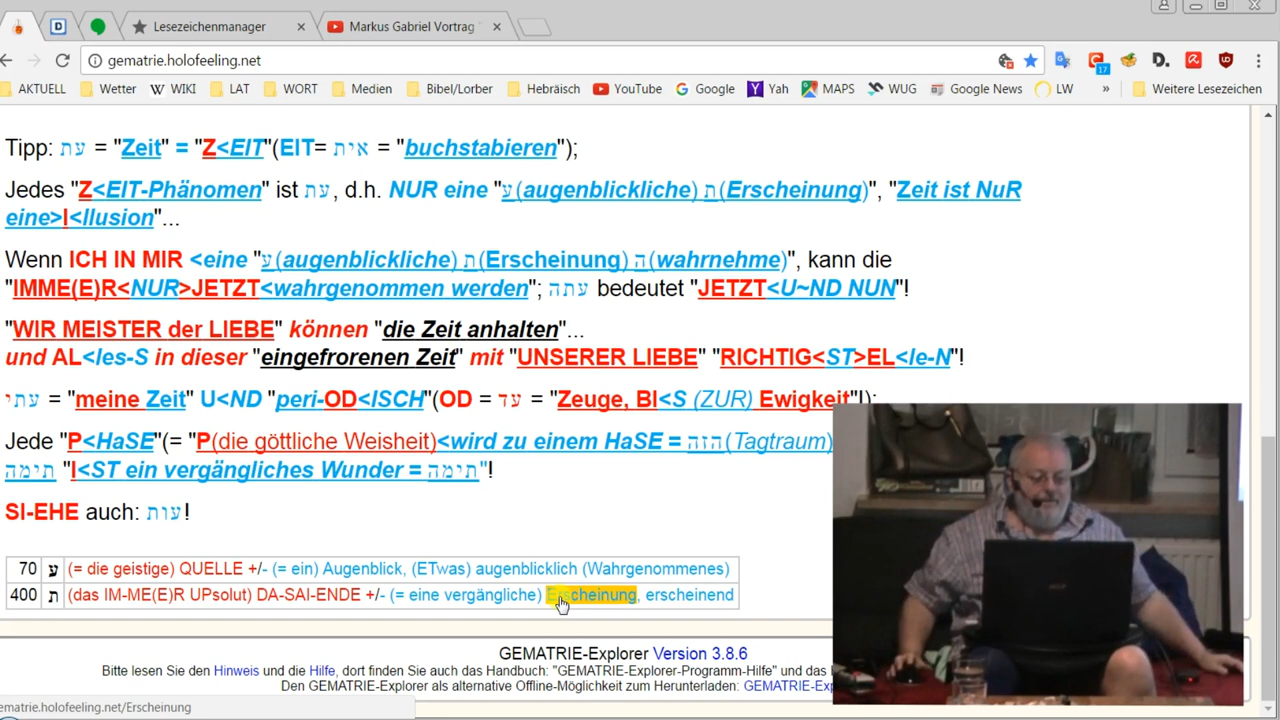 Lesezeichenmanager
Markus Gabriel Vortrag
gematrie.holofeeling.net
AKTUELL Wetter WIKI LAT WORT Medien Bibel/Lorber Hebräisch YouTube Google Yah MAPS WUG Google News LW » Weitere Lesezeichen
Tipp: עת = "Zeit" = "Z<EIT"(EIT= אית = "buchstabieren");
Jedes "Z<EIT-Phänomen" ist עת, d.h. NUR eine "ע(augenblickliche) ת(Erscheinung)", "Zeit ist NuR
eine>I<llusion"...
Wenn ICH IN MIR <eine "ע(augenblickliche) ת(Erscheinung) ה(wahrnehme)", kann die
"IMME(E)R<NUR>JETZT<wahrgenommen werden"; עתה bedeutet "JETZT<U~ND NUN"!
"WIR MEISTER der LIEBE" können "die Zeit anhalten"...
und AL<les-S in dieser "eingefrorenen Zeit" mit "UNSERER LIEBE" "RICHTIG<ST>EL<le-N"!
עתי = "meine Zeit" U<ND "peri-OD<ISCH"(OD = עד = "Zeuge, BI<S (ZUR) Ewigkeit"!);
Jede "P<HaSE"(= "P(die göttliche Weisheit)<wird zu einem HaSE = הזה(Tagtraum)
תימה "I<ST ein vergängliches Wunder = תימה"!
SI-EHE auch: עות!
70 ע (= die geistige) QUELLE +/- (= ein) Augenblick, (ETwas) augenblicklich (Wahrgenommenes)
400 ת (das IM-ME(E)R UPsolut) DA-SAI-ENDE +/- (= eine vergängliche) Erscheinung, erscheinend
GEMATRIE-Explorer Version 3.8.6
Bitte lesen Sie den Hinweis und die Hilfe, dort finden Sie auch das Handbuch: "GEMATRIE-Explorer-Programm-Hilfe" und das
Den GEMATRIE-Explorer als alternative Offline-Möglichkeit zum Herunterladen: GEMATRIE-Exp
ematrie.holofeeling.net/Erscheinung